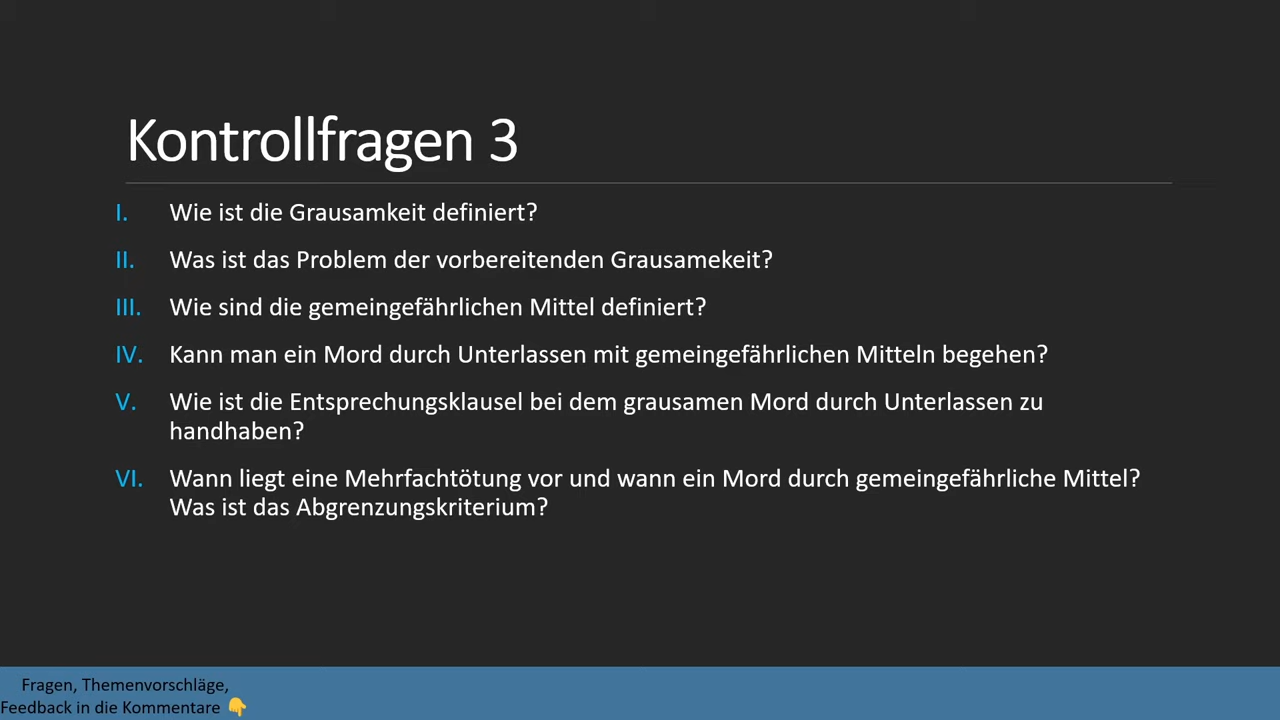 Kontrollfragen 3
I. Wie ist die Grausamkeit definiert?
II. Was ist das Problem der vorbereitenden Grausamekeit?
III. Wie sind die gemeingefährlichen Mittel definiert?
IV. Kann man ein Mord durch Unterlassen mit gemeingefährlichen Mitteln begehen?
V. Wie ist die Entsprechungsklausel bei dem grausamen Mord durch Unterlassen zu
handhaben?
VI. Wann liegt eine Mehrfachtötung vor und wann ein Mord durch gemeingefährliche Mittel?
Was ist das Abgrenzungskriterium?
Fragen, Themenvorschläge,
Feedback in die Kommentare 👇